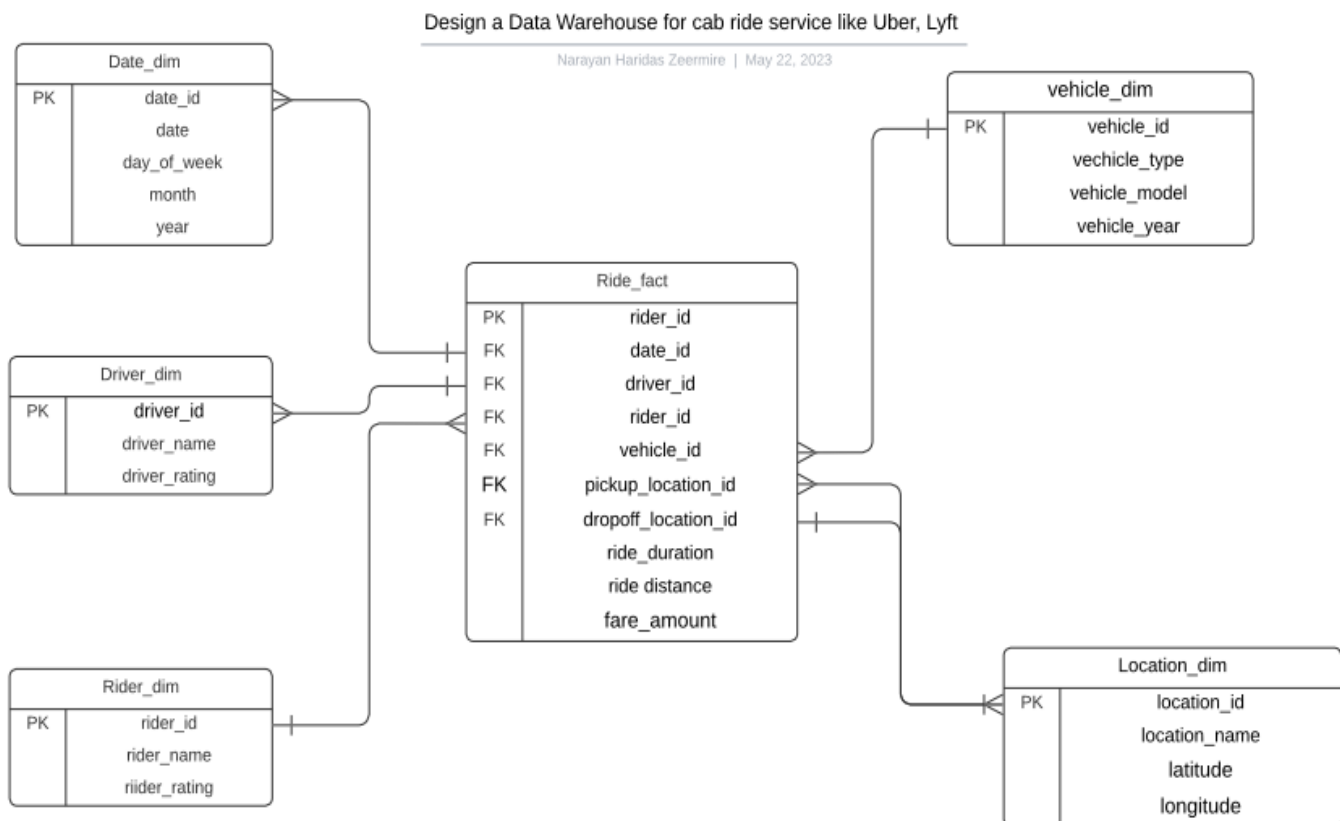 Design a Data Warehouse for cab ride service like Uber, Lyft
Narayan Haridas Zeermire | May 22, 2023
Date_dim
PK date_id
date
day_of_week
month
year
vehicle_dim
PK vehicle_id
vechicle_type
vehicle_model
vehicle_year
Ride_fact
PK rider_id
FK date_id
FK driver_id
FK rider_id
FK vehicle_id
FK pickup_location_id
FK dropoff_location_id
ride_duration
ride distance
fare_amount
Driver_dim
PK driver_id
driver_name
driver_rating
Rider_dim
PK rider_id
rider_name
riider_rating
Location_dim
PK location_id
location_name
latitude
longitude